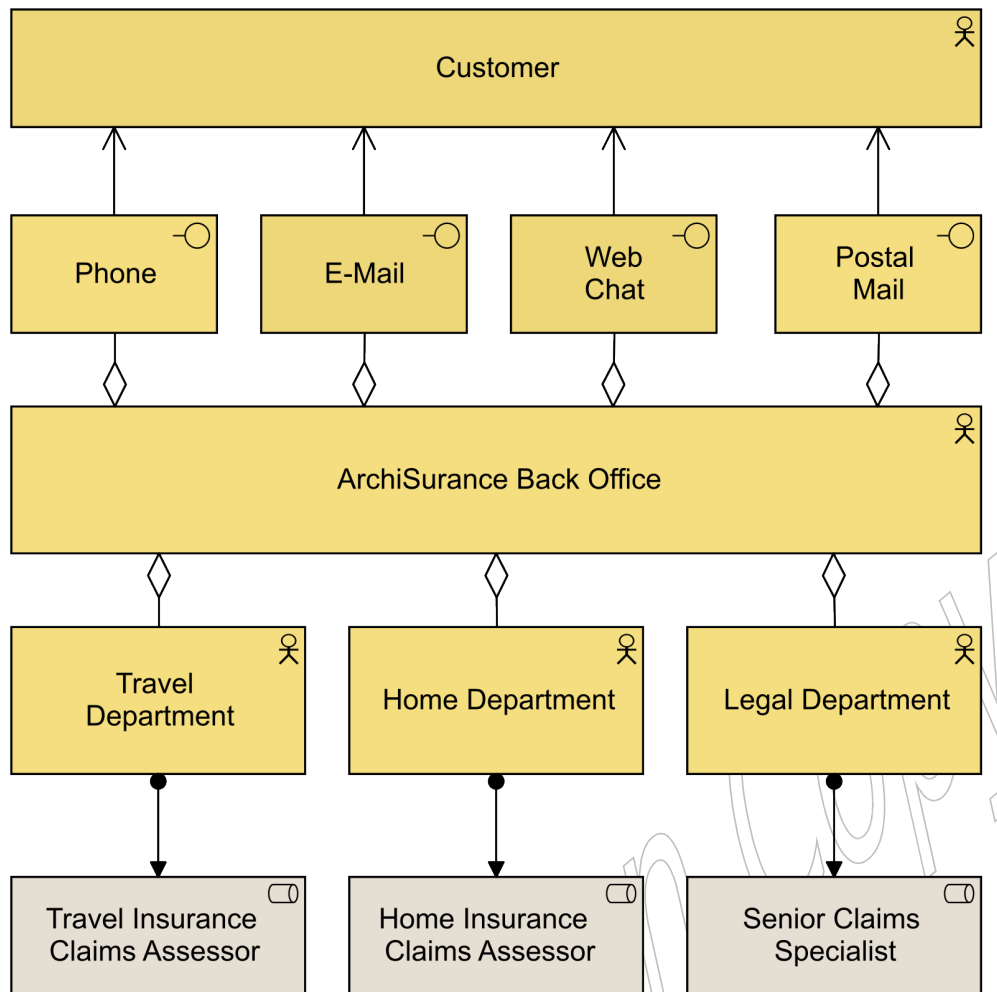 Customer
Phone
E-Mail
Web
Chat
Postal
Mail
ArchiSurance Back Office
Travel
Department
Home Department
Legal Department
Travel Insurance
Claims Assessor
Home Insurance
Claims Assessor
Senior Claims
Specialist